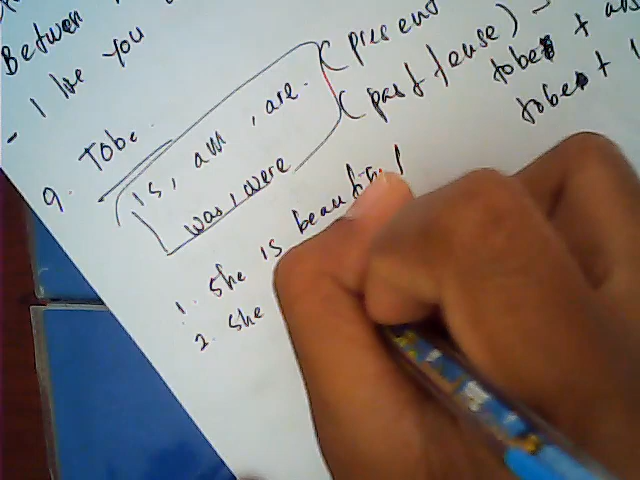 Betwen
- I live you
9. Tobe
is, am, are. (present
was, were (past tense) -
tobe +
tobe +
1. She is beautiful
2. She